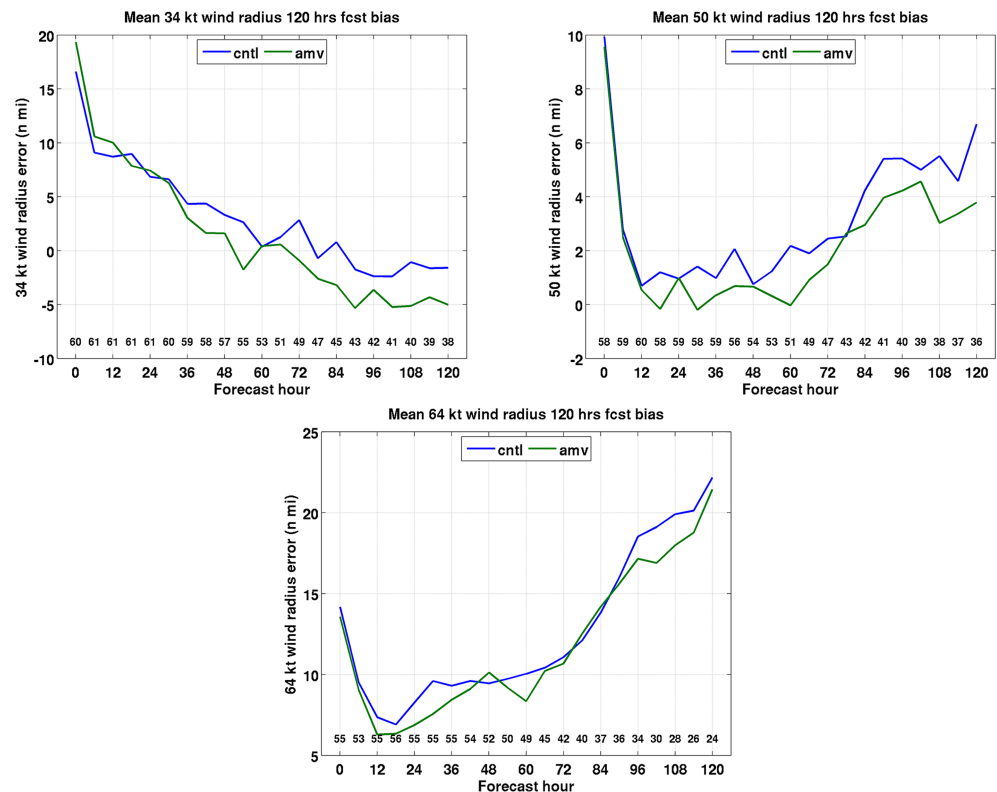 Mean 34 kt wind radius 120 hrs fcst bias
cntl amv
34 kt wind radius error (n mi)
20
15
10
5
0
-5
-10
60 61 61 61 61 60 59 58 57 55 53 51 49 47 45 43 42 41 40 39 38
0 12 24 36 48 60 72 84 96 108 120
Forecast hour
Mean 50 kt wind radius 120 hrs fcst bias
cntl amv
50 kt wind radius error (n mi)
10
8
6
4
2
0
-2
58 59 60 58 59 58 59 56 54 53 51 49 47 43 42 41 40 39 38 37 36
0 12 24 36 48 60 72 84 96 108 120
Forecast hour
Mean 64 kt wind radius 120 hrs fcst bias
cntl amv
64 kt wind radius error (n mi)
25
20
15
10
5
55 53 55 56 55 55 55 54 52 50 49 45 42 40 37 36 34 30 28 26 24
0 12 24 36 48 60 72 84 96 108 120
Forecast hour